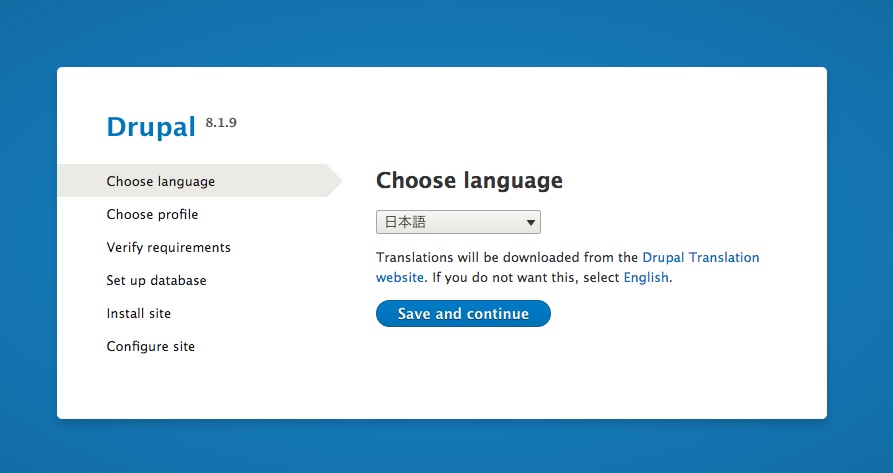 Drupal 8.1.9
Choose language
Choose profile
Verify requirements
Set up database
Install site
Configure site
Choose language
日本語
Translations will be downloaded from the Drupal Translation
website. If you do not want this, select English.
Save and continue